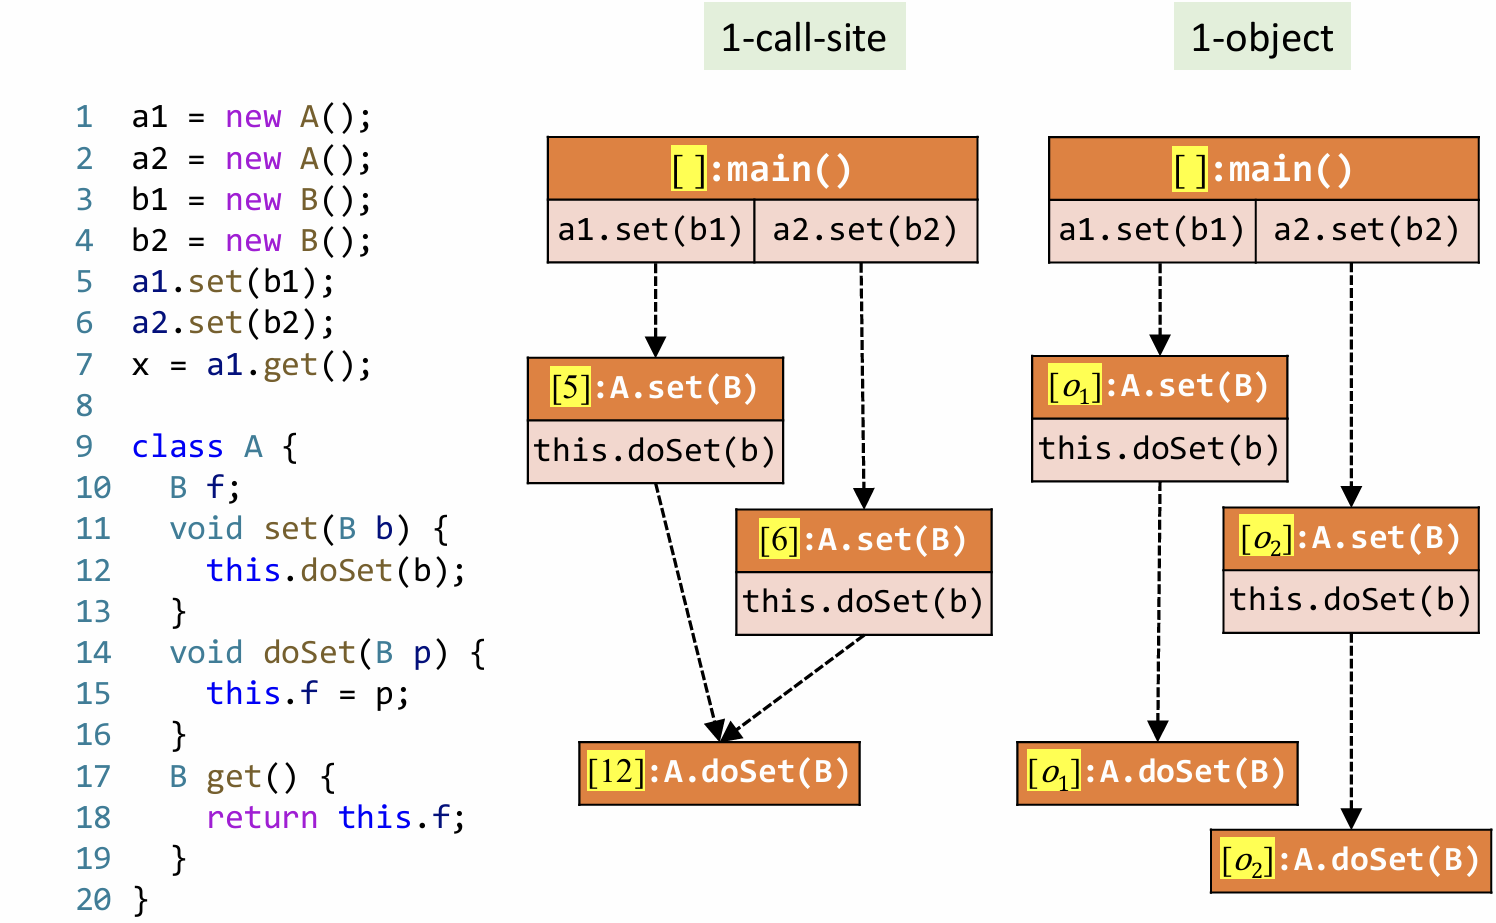 1-call-site
1-object
1 a1 = new A();
2 a2 = new A();
3 b1 = new B();
4 b2 = new B();
5 a1.set(b1);
6 a2.set(b2);
7 x = a1.get();
8
9 class A {
10 B f;
11 void set(B b) {
12 this.doSet(b);
13 }
14 void doSet(B p) {
15 this.f = p;
16 }
17 B get() {
18 return this.f;
19 }
20 }
[ ]:main()
a1.set(b1)
a2.set(b2)
[5]:A.set(B)
this.doSet(b)
[6]:A.set(B)
this.doSet(b)
[12]:A.doSet(B)
[ ]:main()
a1.set(b1)
a2.set(b2)
[o1]:A.set(B)
this.doSet(b)
[o2]:A.set(B)
this.doSet(b)
[o1]:A.doSet(B)
[o2]:A.doSet(B)